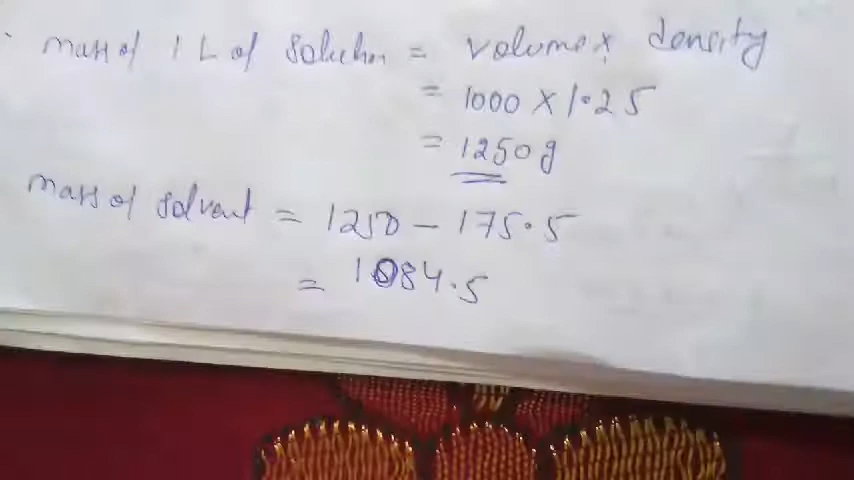 mass of 1 L of solution = volume x density
= 1000 x 1.25
= 1250 g
mass of solvent = 1250 - 175.5
= 1084.5